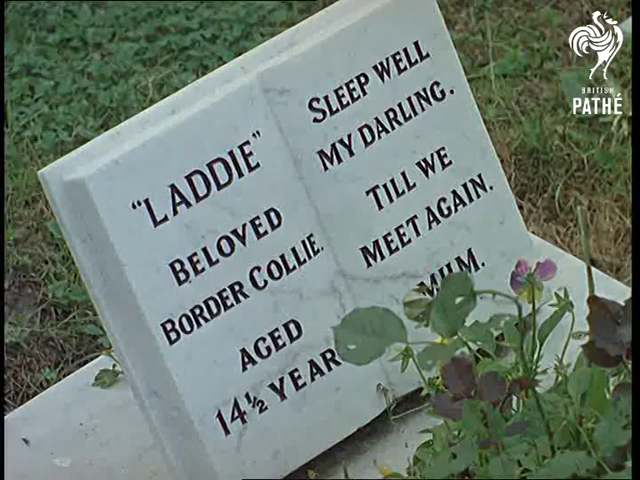 "LADDIE"
BELOVED
BORDER COLLIE.
AGED
14½ YEAR
SLEEP WELL
MY DARLING.
TILL WE
MEET AGAIN.
MUM.
BRITISH
PATHÉ